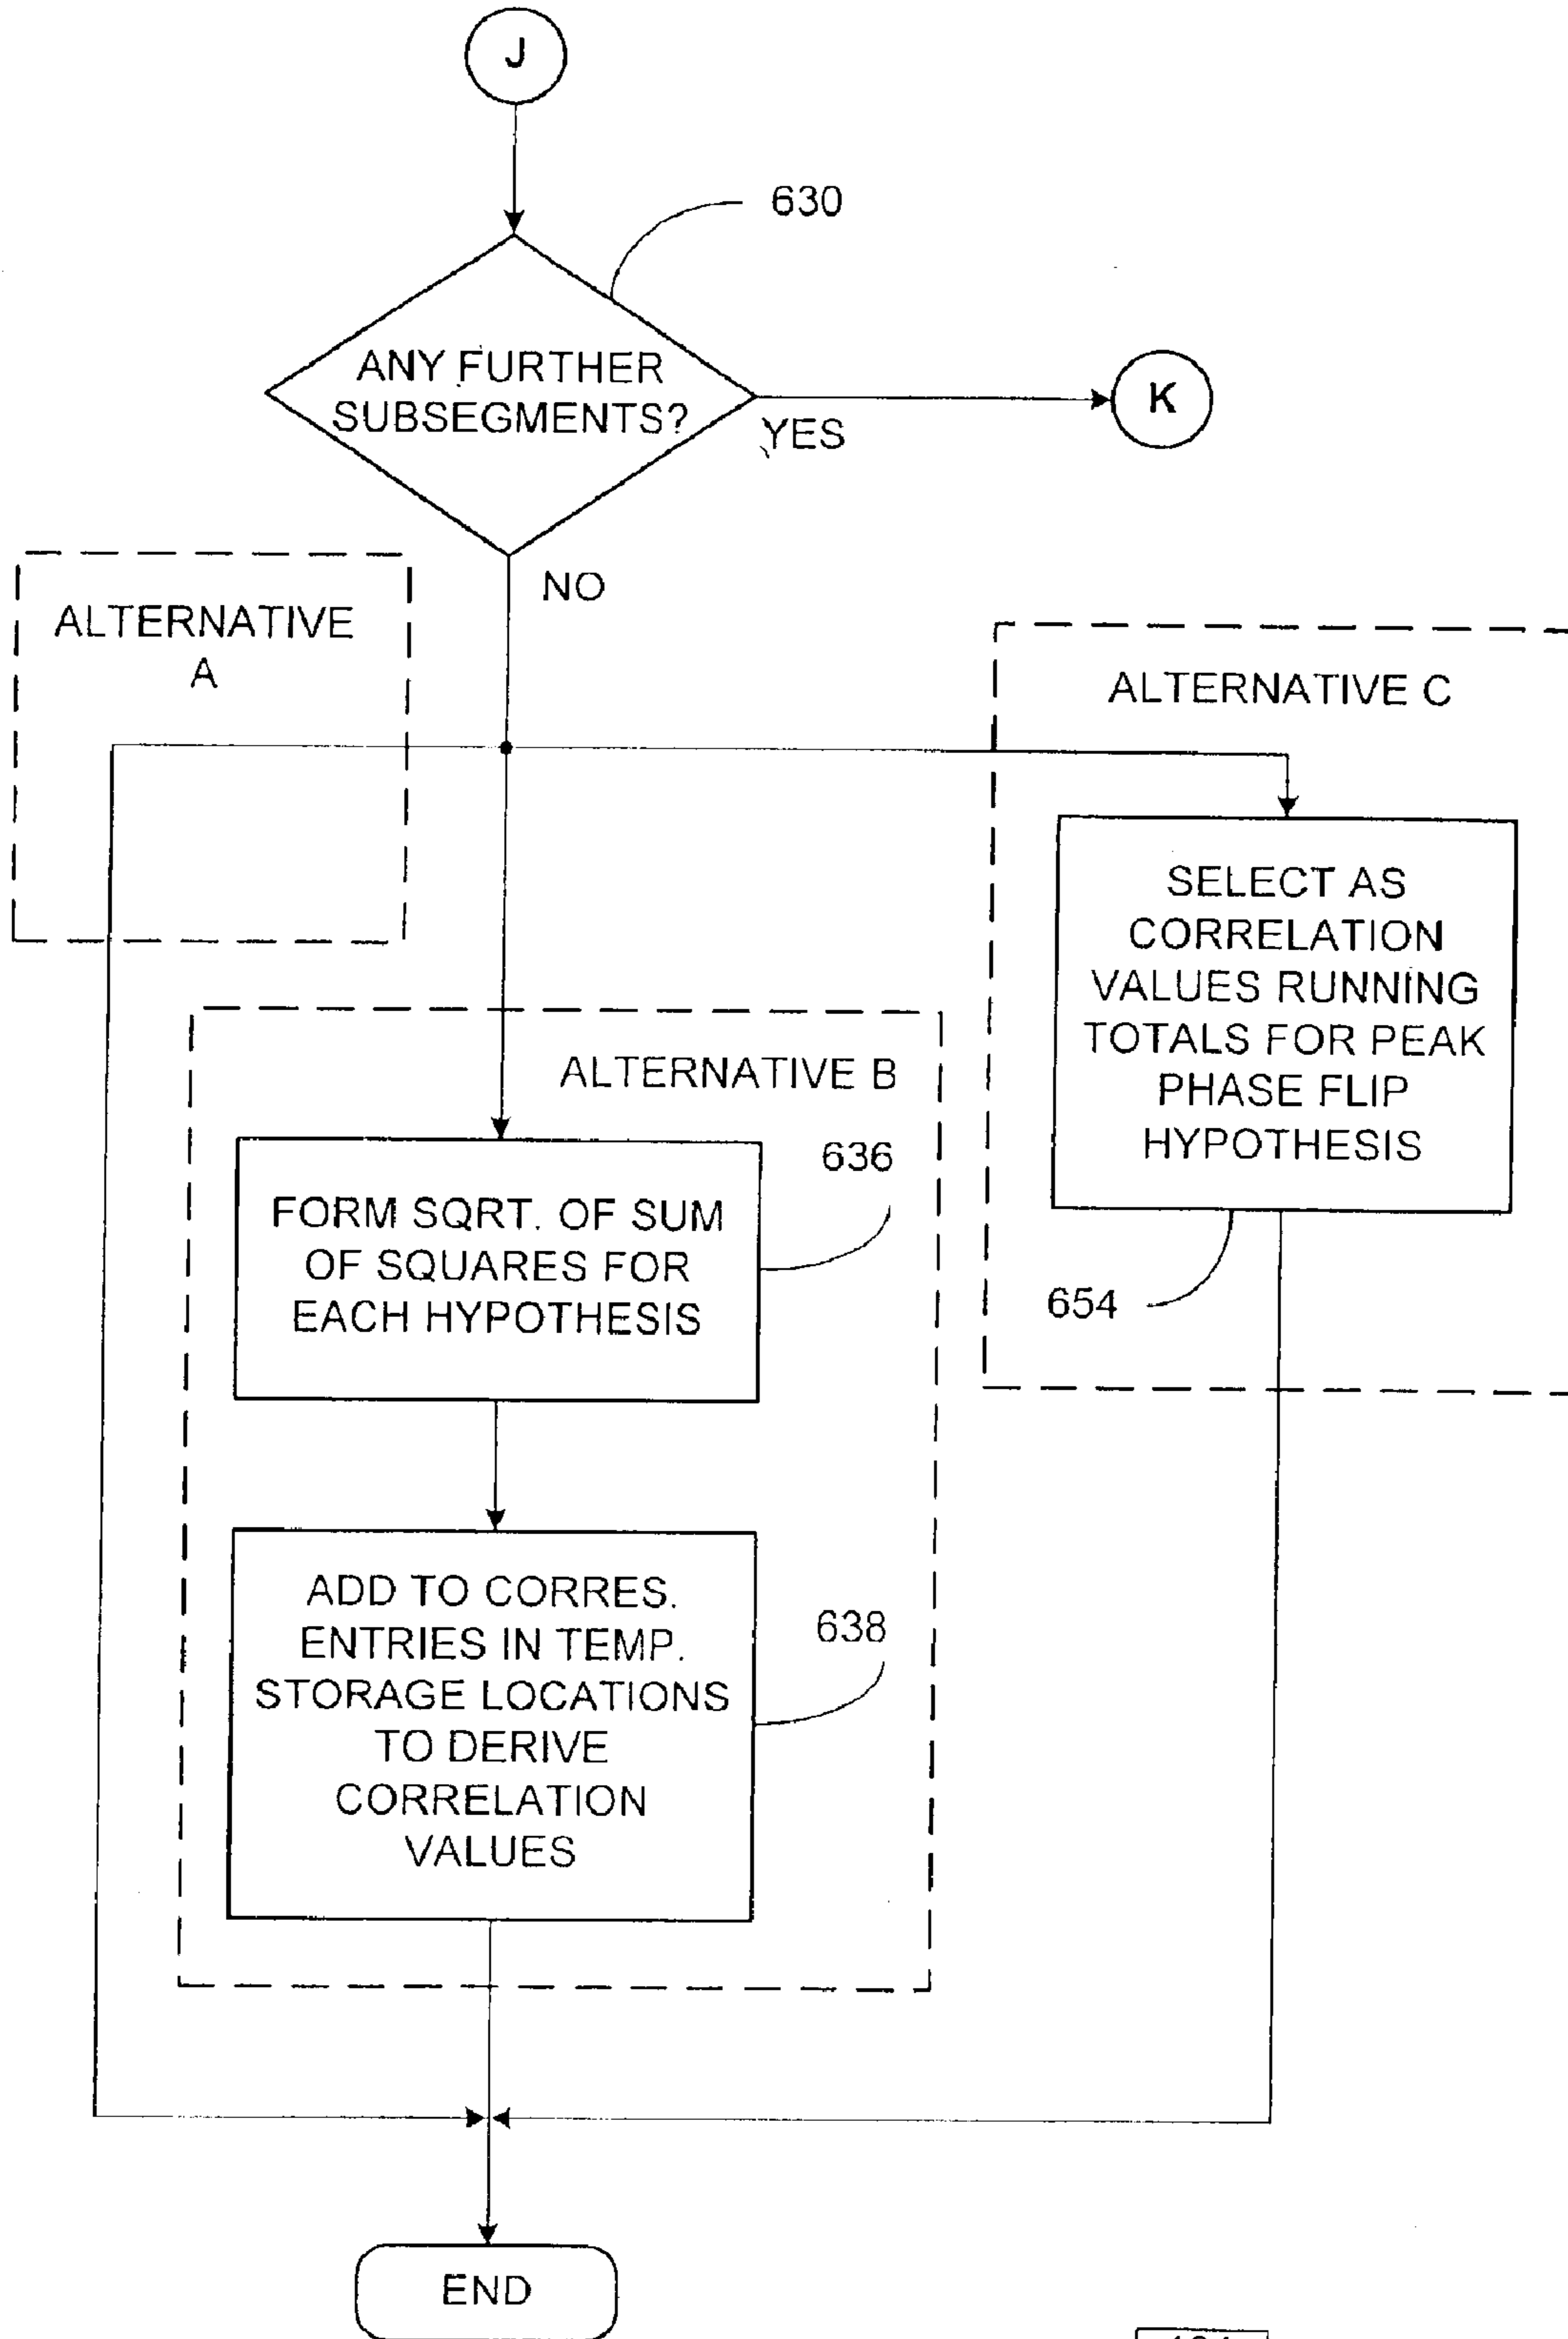 J
630
ANY FURTHER
SUBSEGMENTS?
YES
K
NO
ALTERNATIVE
A
ALTERNATIVE C
SELECT AS
CORRELATION
VALUES RUNNING
TOTALS FOR PEAK
PHASE FLIP
HYPOTHESIS
654
ALTERNATIVE B
636
FORM SQRT. OF SUM
OF SQUARES FOR
EACH HYPOTHESIS
638
ADD TO CORRES.
ENTRIES IN TEMP.
STORAGE LOCATIONS
TO DERIVE
CORRELATION
VALUES
END